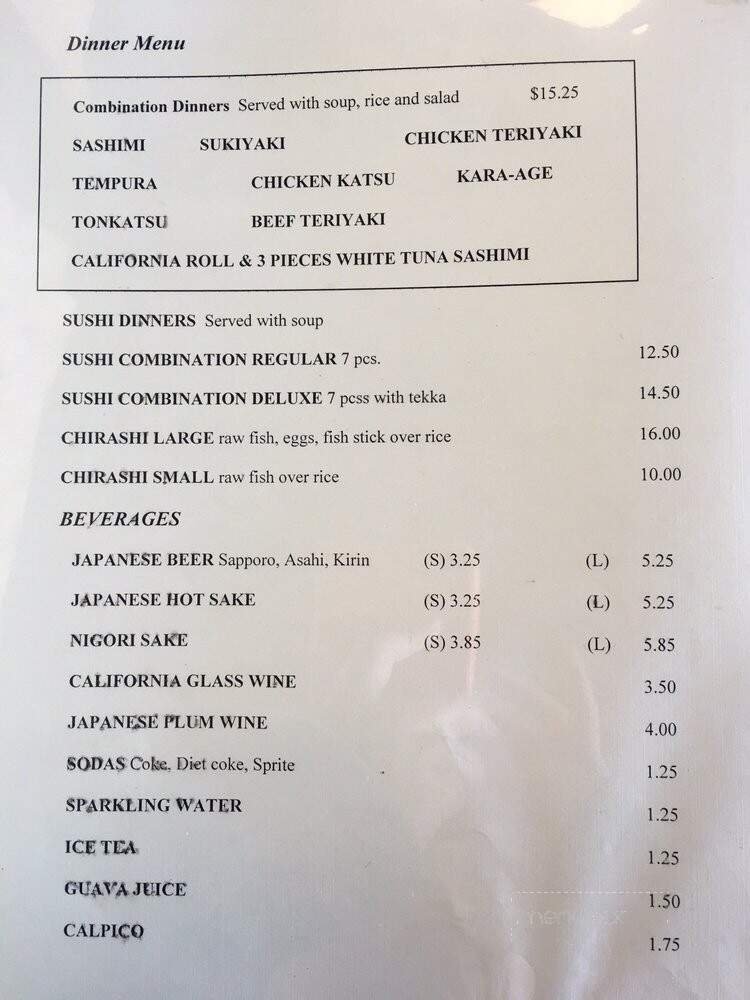 Dinner Menu
Combination Dinners Served with soup, rice and salad $15.25
SASHIMI SUKIYAKI CHICKEN TERIYAKI
TEMPURA CHICKEN KATSU KARA-AGE
TONKATSU BEEF TERIYAKI
CALIFORNIA ROLL & 3 PIECES WHITE TUNA SASHIMI
SUSHI DINNERS Served with soup
SUSHI COMBINATION REGULAR 7 pcs. 12.50
SUSHI COMBINATION DELUXE 7 pcss with tekka 14.50
CHIRASHI LARGE raw fish, eggs, fish stick over rice 16.00
CHIRASHI SMALL raw fish over rice 10.00
BEVERAGES
JAPANESE BEER Sapporo, Asahi, Kirin (S) 3.25 (L) 5.25
JAPANESE HOT SAKE (S) 3.25 (L) 5.25
NIGORI SAKE (S) 3.85 (L) 5.85
CALIFORNIA GLASS WINE 3.50
JAPANESE PLUM WINE 4.00
SODAS Coke, Diet coke, Sprite 1.25
SPARKLING WATER 1.25
ICE TEA 1.25
GUAVA JUICE 1.50
CALPICO 1.75